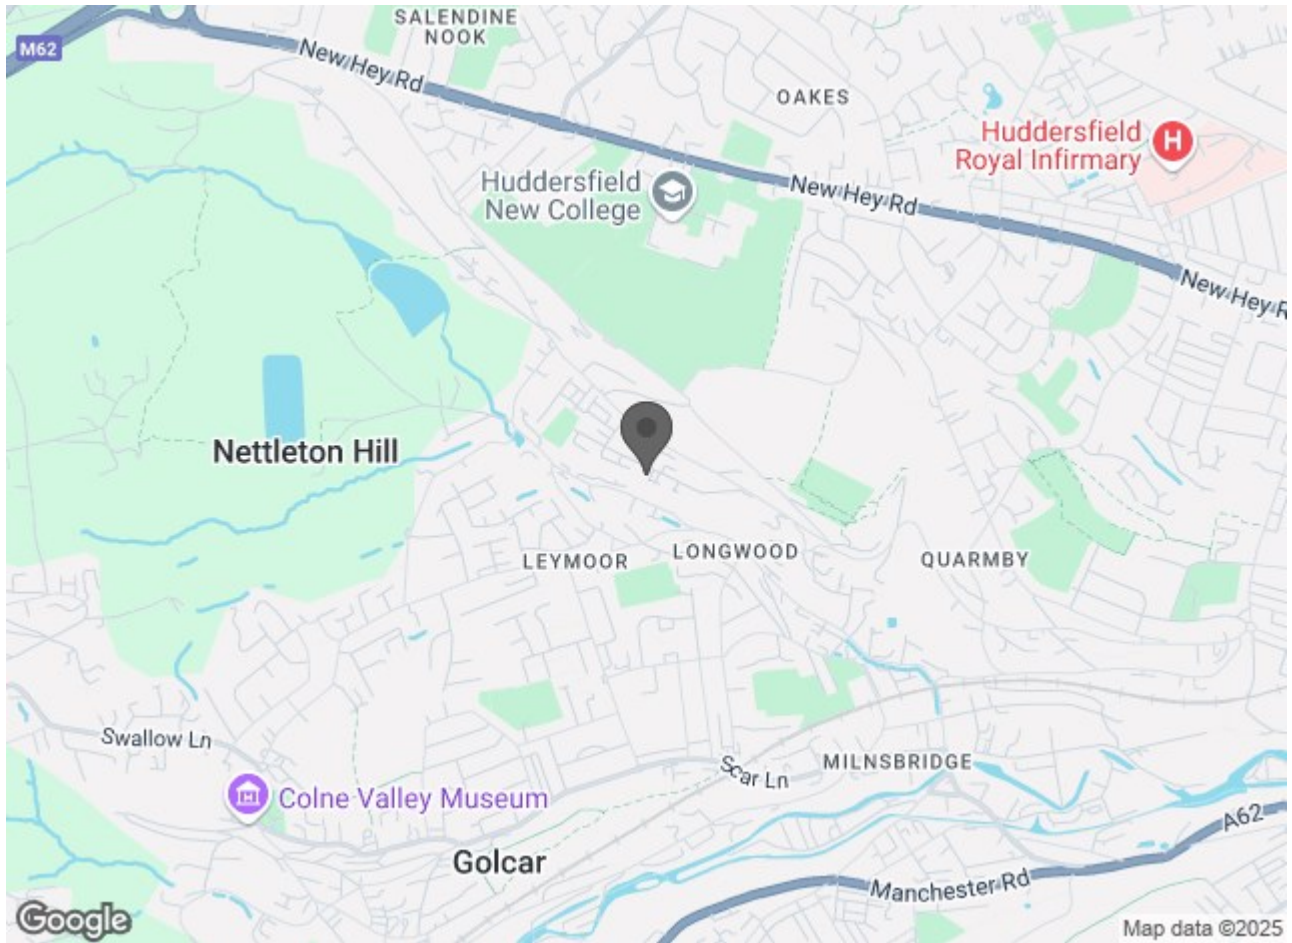 SALENDINE
NOOK
M62
New Hey Rd
OAKES
Huddersfield
Royal Infirmary
H
Huddersfield
New College
New Hey Rd
New Hey R
Nettleton Hill
LEYMOOR
LONGWOOD
QUARMBY
Swallow Ln
Scar Ln
MILNSBRIDGE
Colne Valley Museum
A62
Golcar
Manchester Rd
Google
Map data ©2025